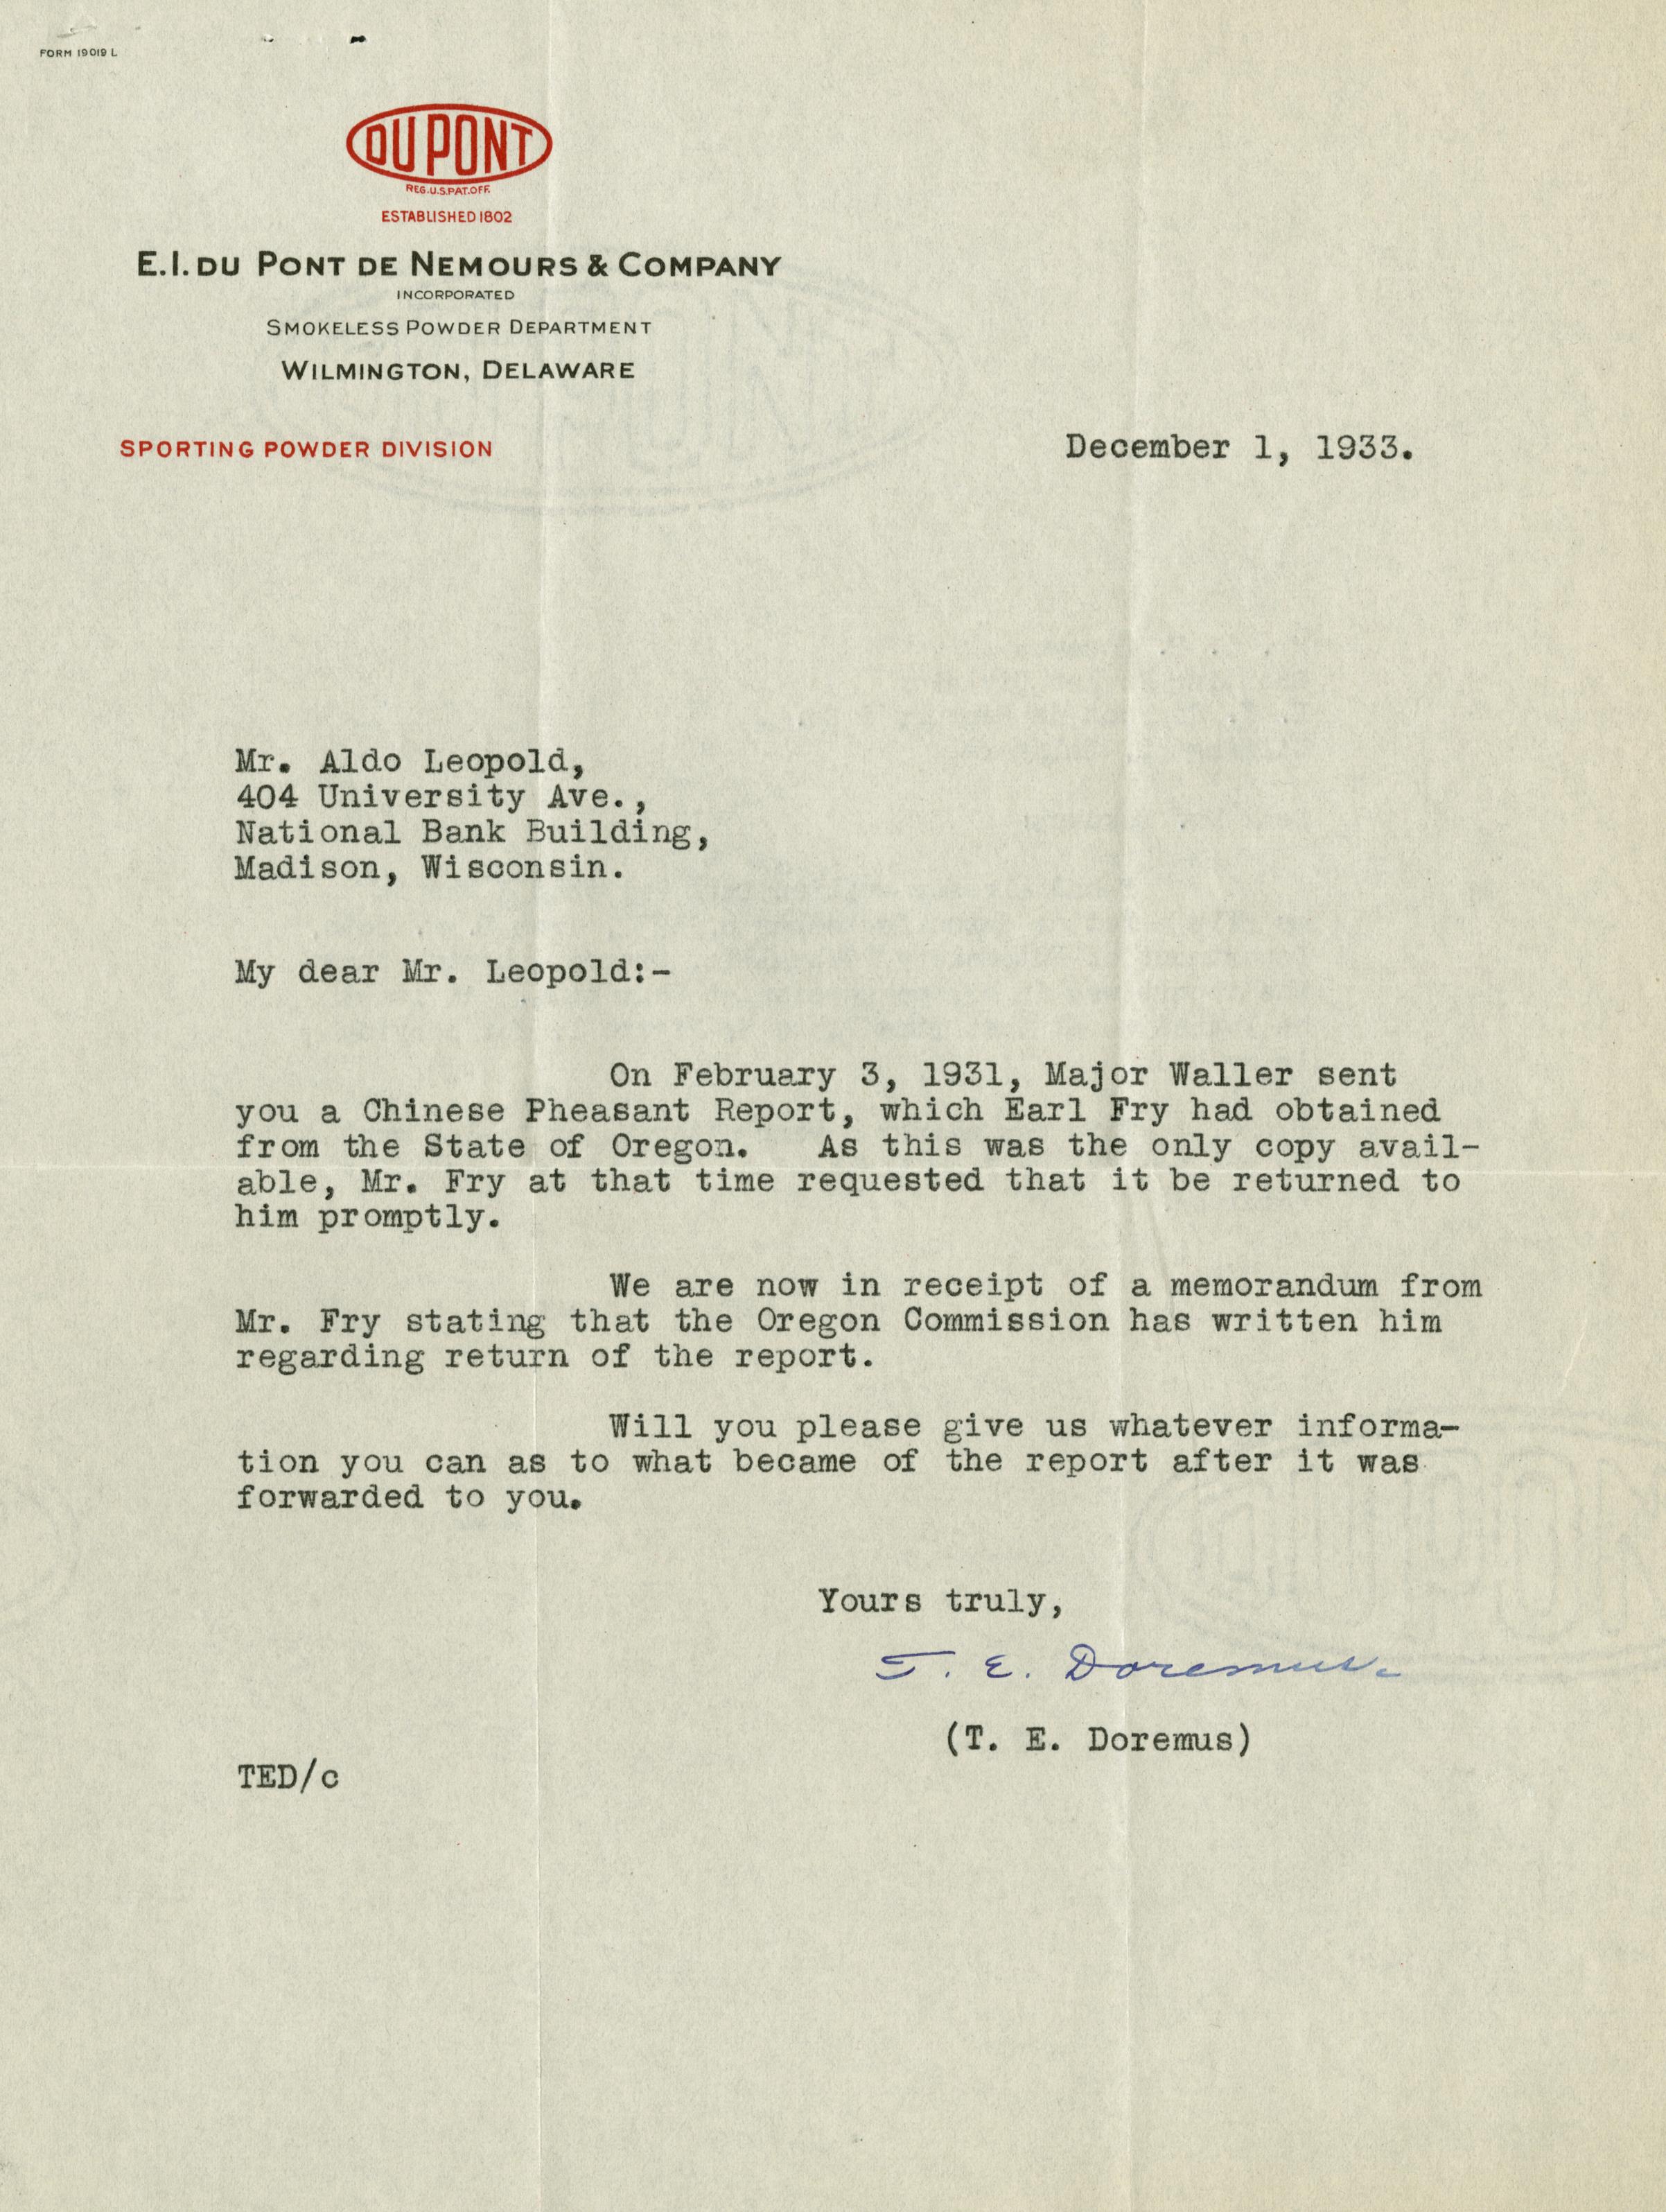 FORM 19019 L
DU PONT
REG. U.S. PAT. OFF.
ESTABLISHED 1802
E. I. DU PONT DE NEMOURS & COMPANY
INCORPORATED
SMOKELESS POWDER DEPARTMENT
WILMINGTON, DELAWARE
SPORTING POWDER DIVISION
December 1, 1933.
Mr. Aldo Leopold,
404 University Ave.,
National Bank Building,
Madison, Wisconsin.
My dear Mr. Leopold:-
On February 3, 1931, Major Waller sent
you a Chinese Pheasant Report, which Earl Fry had obtained
from the State of Oregon. As this was the only copy avail-
able, Mr. Fry at that time requested that it be returned to
him promptly.
We are now in receipt of a memorandum from
Mr. Fry stating that the Oregon Commission has written him
regarding return of the report.
Will you please give us whatever informa-
tion you can as to what became of the report after it was
forwarded to you.
Yours truly,
T. E. Doremus.
(T. E. Doremus)
TED/c